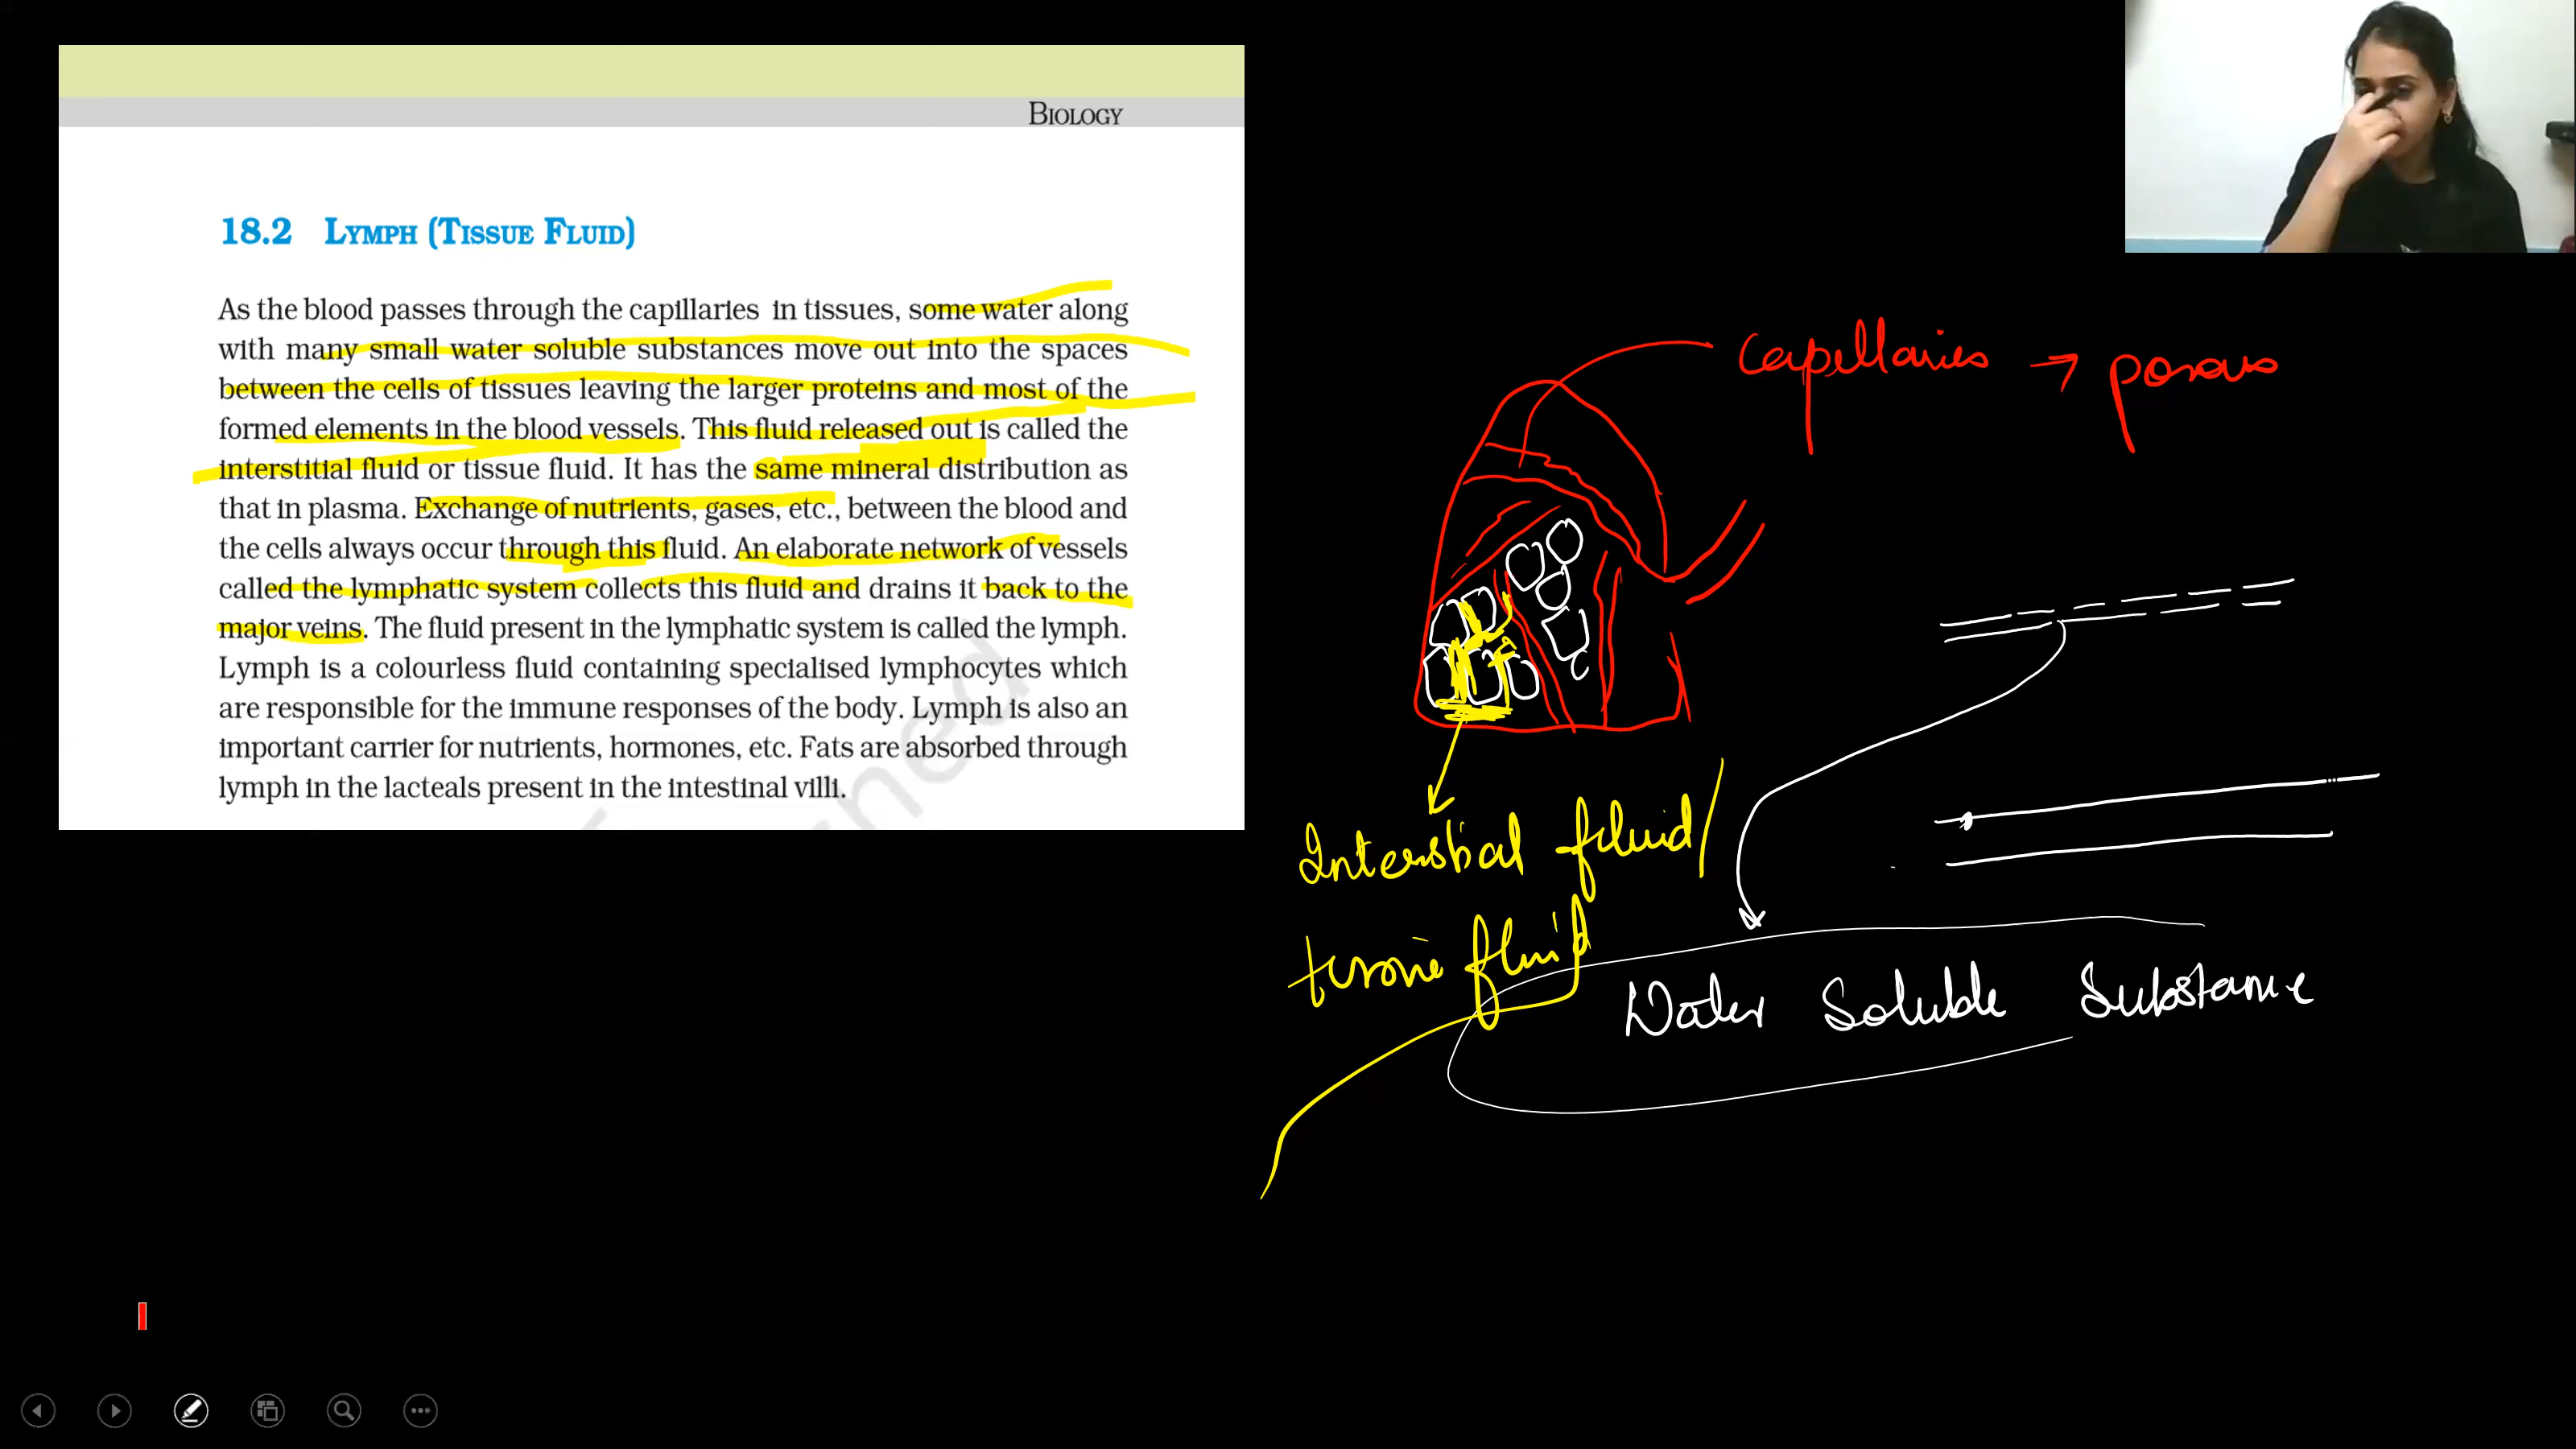 BIOLOGY
18.2 LYMPH (TISSUE FLUID)
As the blood passes through the capillaries in tissues, some water along
with many small water soluble substances move out into the spaces
between the cells of tissues leaving the larger proteins and most of the
formed elements in the blood vessels. This fluid released out is called the
interstitial fluid or tissue fluid. It has the same mineral distribution as
that in plasma. Exchange of nutrients, gases, etc., between the blood and
the cells always occur through this fluid. An elaborate network of vessels
called the lymphatic system collects this fluid and drains it back to the
major veins. The fluid present in the lymphatic system is called the lymph.
Lymph is a colourless fluid containing specialised lymphocytes which
are responsible for the immune responses of the body. Lymph is also an
important carrier for nutrients, hormones, etc. Fats are absorbed through
lymph in the lacteals present in the intestinal villi.
Capillaries → porous
Interstial fluid/
tissue fluid
Water Soluble Substance